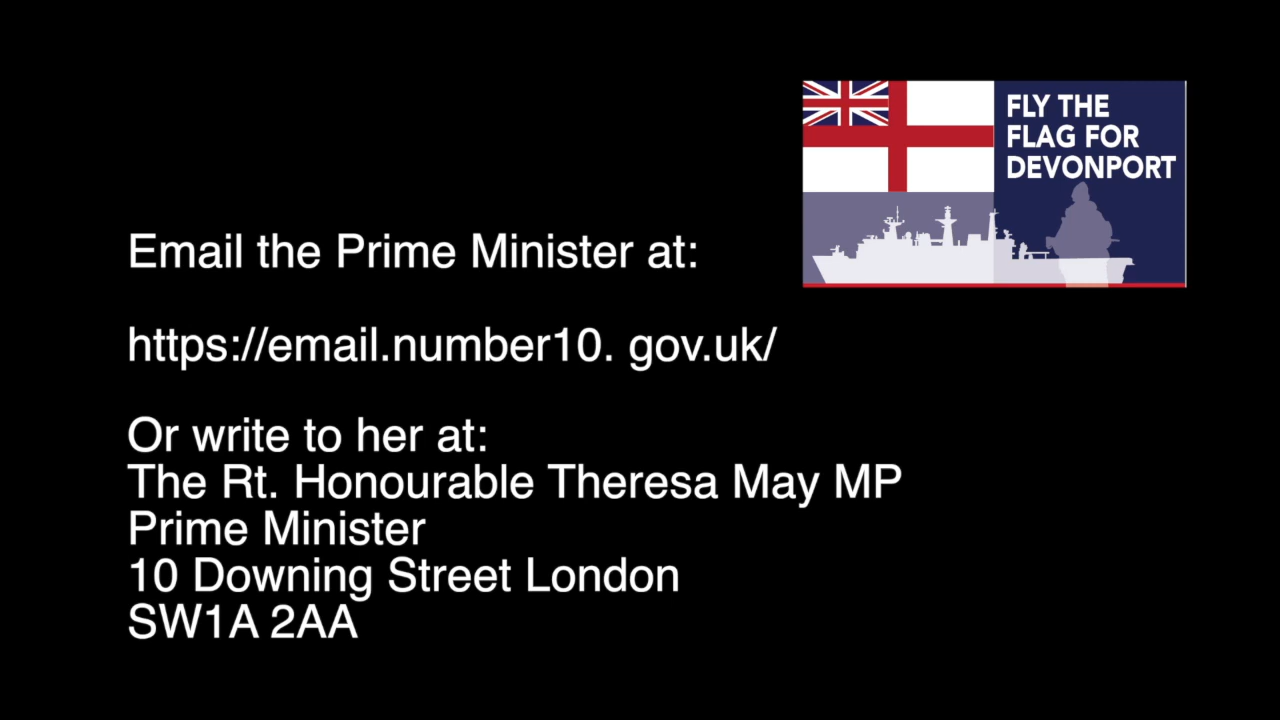 FLY THE
FLAG FOR
DEVONPORT
Email the Prime Minister at:
https://email.number10. gov.uk/
Or write to her at:
The Rt. Honourable Theresa May MP
Prime Minister
10 Downing Street London
SW1A 2AA